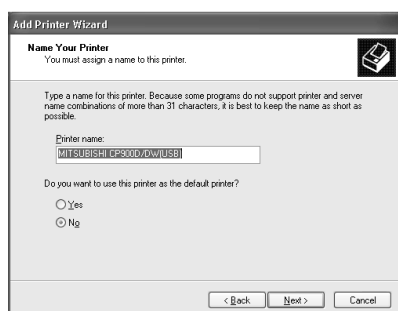 Add Printer Wizard
Name Your Printer
You must assign a name to this printer.
Type a name for this printer. Because some programs do not support printer and server
name combinations of more than 31 characters, it is best to keep the name as short as
possible.
Printer name:
MITSUBISHI CP900D/DW(USB)
Do you want to use this printer as the default printer?
Yes
No
< Back
Next >
Cancel